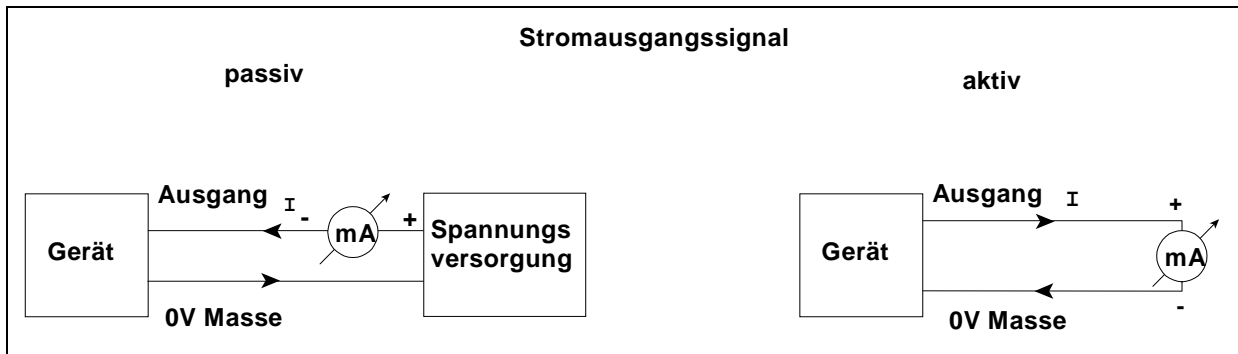 Stromausgangssignal
passiv
aktiv
Ausgang I
- mA +
Gerät
Spannungs
versorgung
0V Masse
Ausgang I
+
Gerät
mA
-
0V Masse